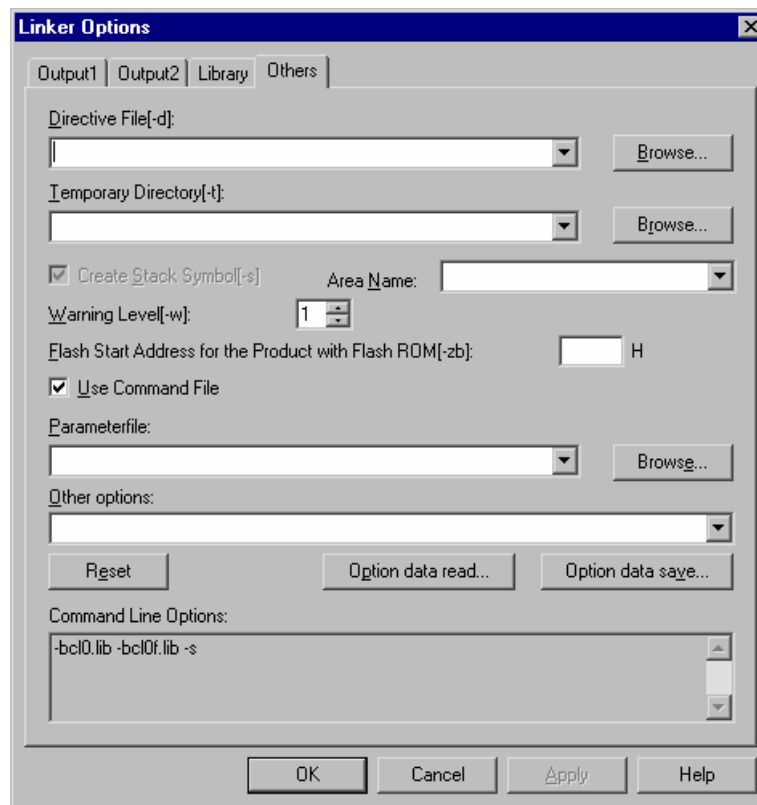 Linker Options
Output1 Output2 Library Others
Directive File[-d]:
Browse...
Temporary Directory[-t]:
Browse...
Create Stack Symbol[-s] Area Name:
Warning Level[-w]: 1
Flash Start Address for the Product with Flash ROM[-zb]: H
Use Command File
Parameterfile:
Browse...
Other options:
Reset Option data read... Option data save...
Command Line Options:
-bcl0.lib -bcl0f.lib -s
OK Cancel Apply Help